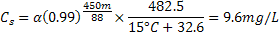 C_s = α(0.99)^(450m/88) × 482.5/(15°C + 32.6) = 9.6mg/L